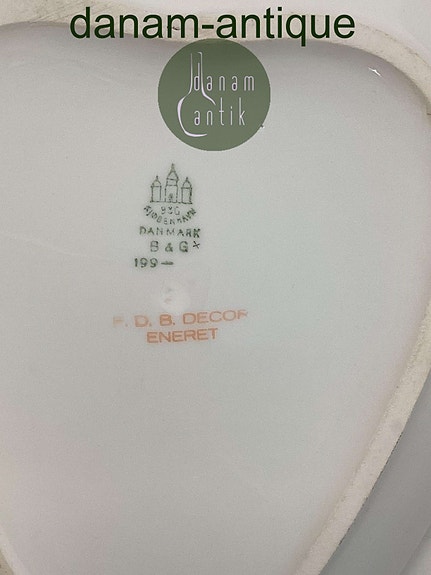 danam-antique
danam
antik
B&G
KJØBENHAVN
DANMARK
B & G x
199-
F. D. B. DECOR
ENERET